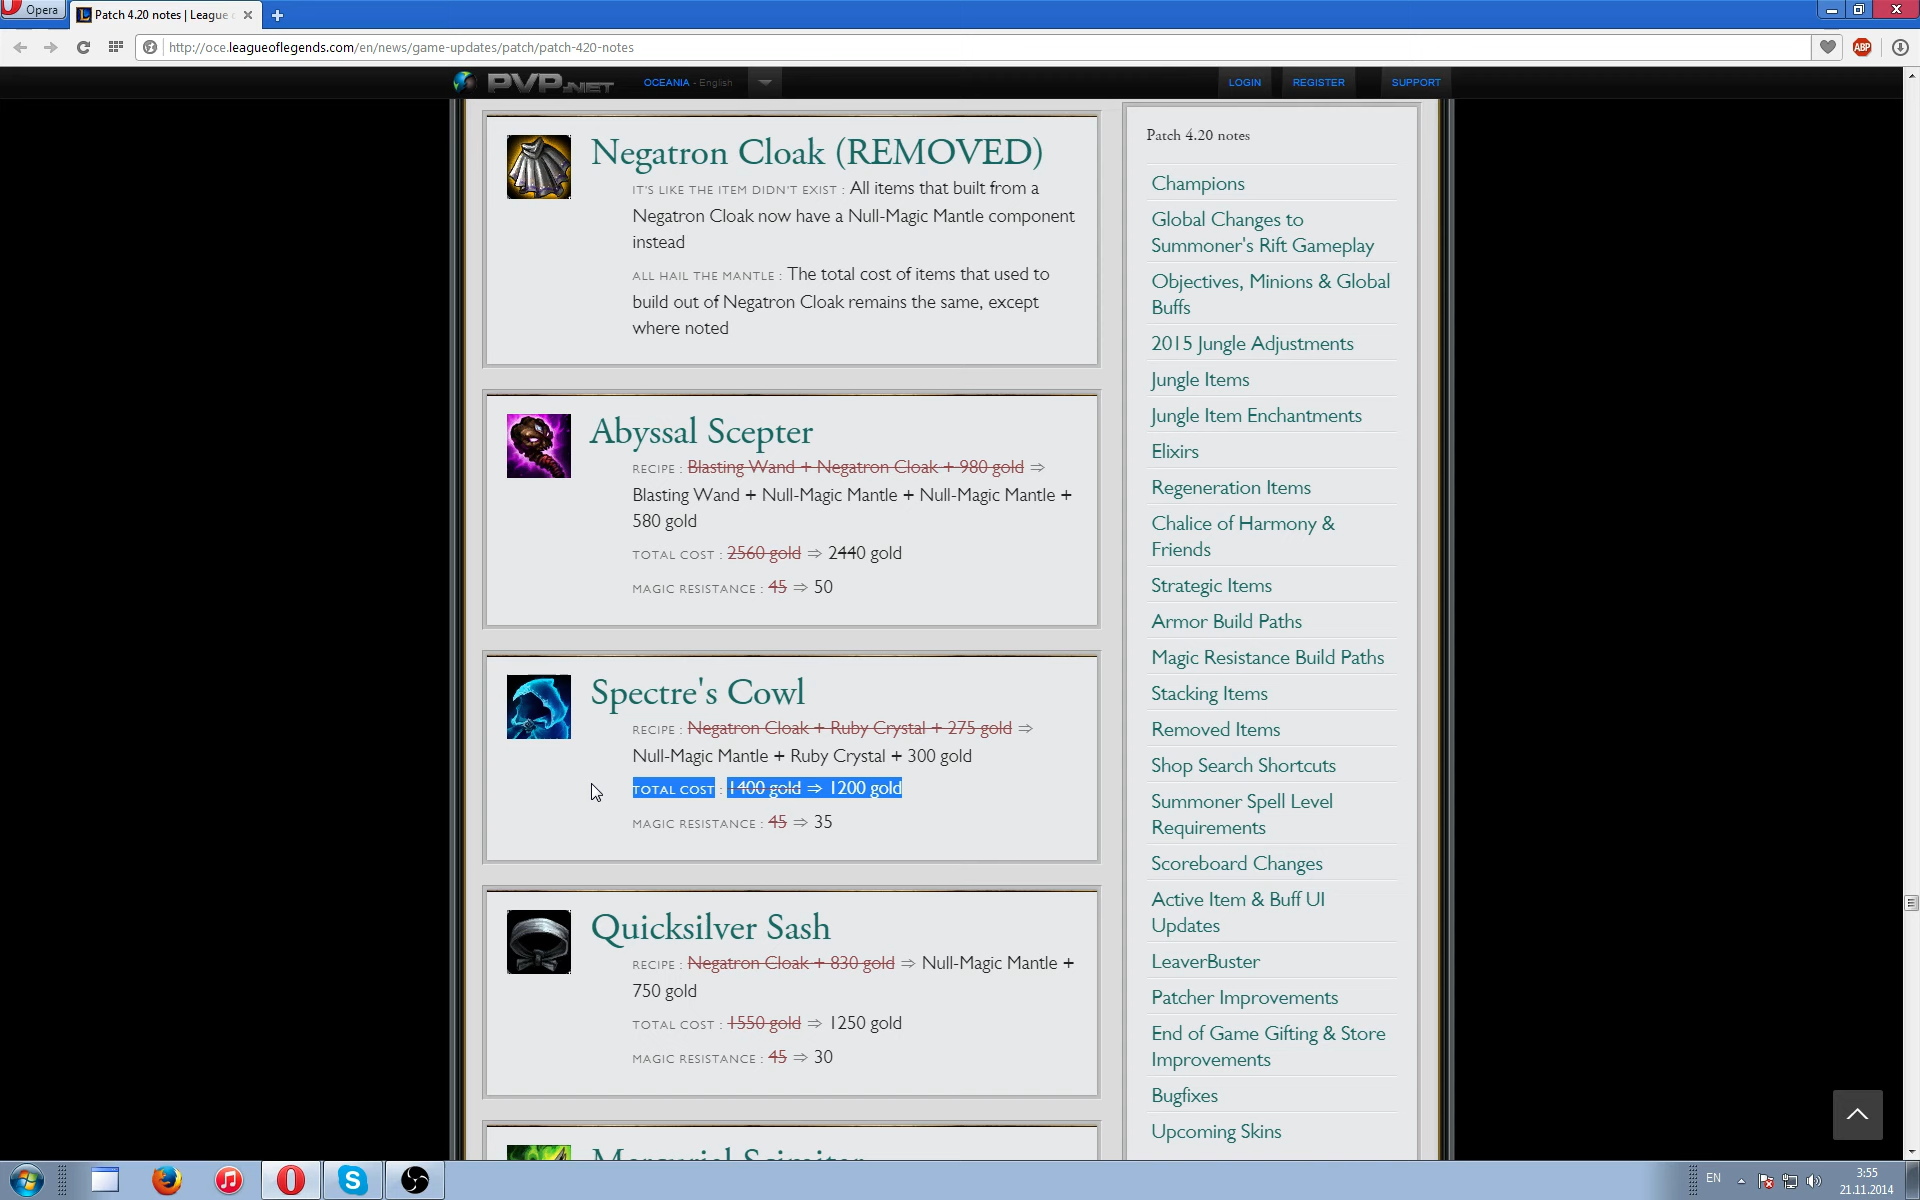 Opera
Patch 4.20 notes | League
http://oce.leagueoflegends.com/en/news/game-updates/patch/patch-420-notes
ABP
PVP.NET
OCEANIA - English
LOGIN
REGISTER
SUPPORT
Negatron Cloak (REMOVED)
IT'S LIKE THE ITEM DIDN'T EXIST : All items that built from a
Negatron Cloak now have a Null-Magic Mantle component
instead
ALL HAIL THE MANTLE : The total cost of items that used to
build out of Negatron Cloak remains the same, except
where noted
Abyssal Scepter
RECIPE : Blasting Wand + Negatron Cloak + 980 gold ⇒
Blasting Wand + Null-Magic Mantle + Null-Magic Mantle +
580 gold
TOTAL COST : 2560 gold ⇒ 2440 gold
MAGIC RESISTANCE : 45 ⇒ 50
Spectre's Cowl
RECIPE : Negatron Cloak + Ruby Crystal + 275 gold ⇒
Null-Magic Mantle + Ruby Crystal + 300 gold
TOTAL COST : 1400 gold ⇒ 1200 gold
MAGIC RESISTANCE : 45 ⇒ 35
Quicksilver Sash
RECIPE : Negatron Cloak + 830 gold ⇒ Null-Magic Mantle +
750 gold
TOTAL COST : 1550 gold ⇒ 1250 gold
MAGIC RESISTANCE : 45 ⇒ 30
Mercurial Scimitar
Patch 4.20 notes
Champions
Global Changes to
Summoner's Rift Gameplay
Objectives, Minions & Global
Buffs
2015 Jungle Adjustments
Jungle Items
Jungle Item Enchantments
Elixirs
Regeneration Items
Chalice of Harmony &
Friends
Strategic Items
Armor Build Paths
Magic Resistance Build Paths
Stacking Items
Removed Items
Shop Search Shortcuts
Summoner Spell Level
Requirements
Scoreboard Changes
Active Item & Buff UI
Updates
LeaverBuster
Patcher Improvements
End of Game Gifting & Store
Improvements
Bugfixes
Upcoming Skins
EN
3:55
21.11.2014